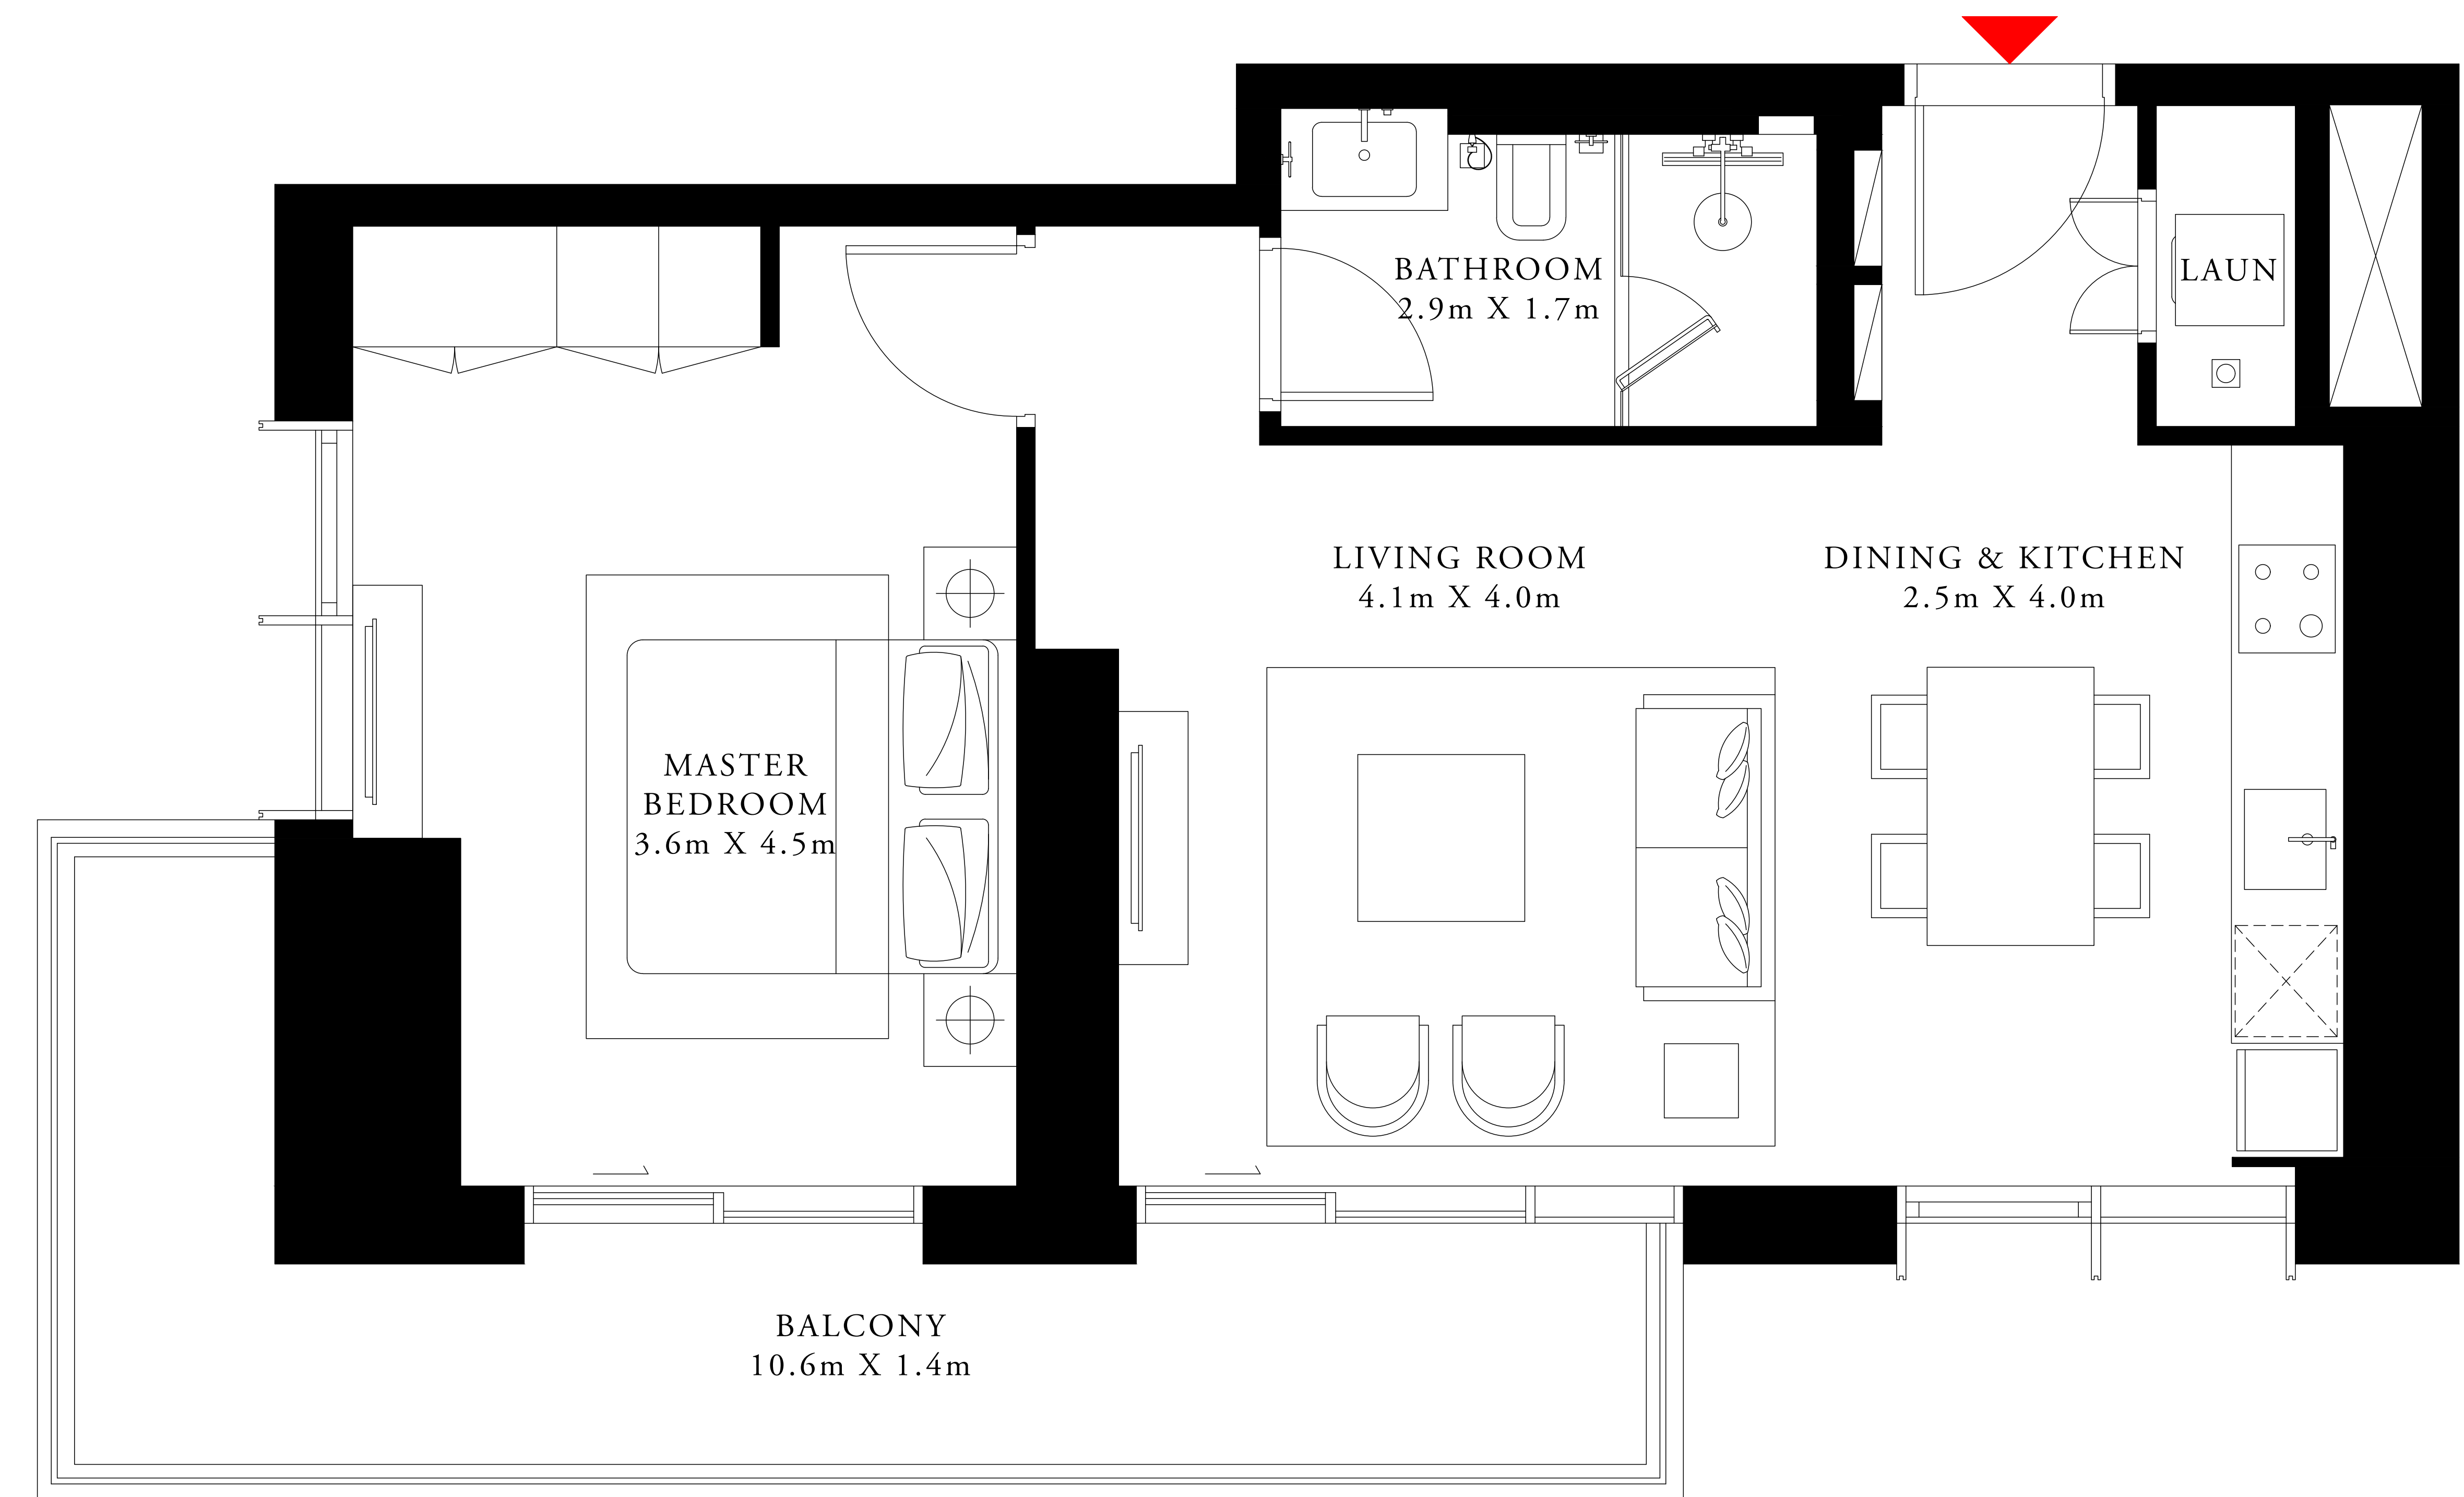 BATHROOM
2.9m X 1.7m
LAUN
LIVING ROOM
4.1m X 4.0m
DINING & KITCHEN
2.5m X 4.0m
MASTER
BEDROOM
3.6m X 4.5m
BALCONY
10.6m X 1.4m